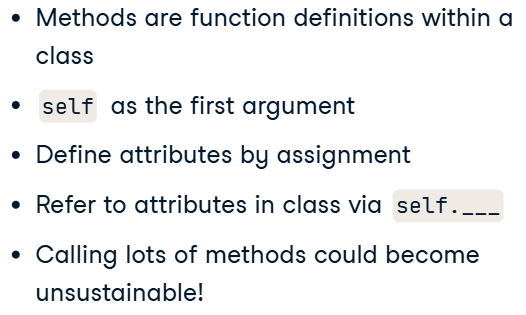 • Methods are function definitions within a
class
• self as the first argument
• Define attributes by assignment
• Refer to attributes in class via self.___
• Calling lots of methods could become
unsustainable!